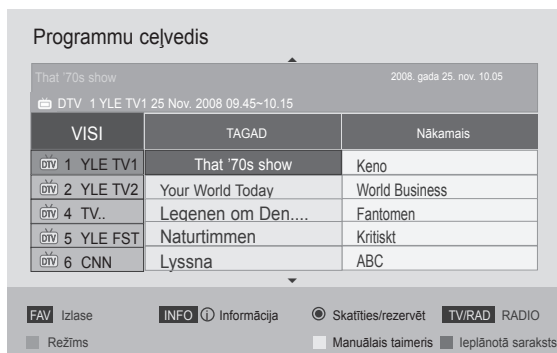 Programmu ceļvedis
That '70s show 2008. gada 25. nov. 10.05
DTV 1 YLE TV1 25 Nov. 2008 09.45~10.15
VISI TAGAD Nākamais
DTV 1 YLE TV1 That '70s show Keno
DTV 2 YLE TV2 Your World Today World Business
DTV 4 TV.. Legenen om Den.... Fantomen
DTV 5 YLE FST Naturtimmen Kritiskt
DTV 6 CNN Lyssna ABC
FAV Izlase INFO i Informācija Skatīties/rezervēt TV/RAD RADIO
Režīms Manuālais taimeris Ieplānotā saraksts